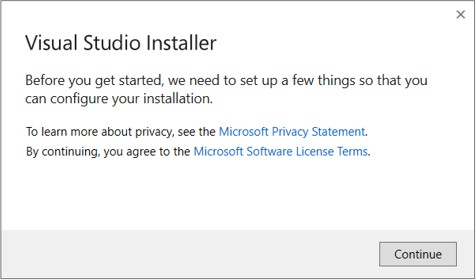 Visual Studio Installer
Before you get started, we need to set up a few things so that you
can configure your installation.
To learn more about privacy, see the Microsoft Privacy Statement.
By continuing, you agree to the Microsoft Software License Terms.
Continue